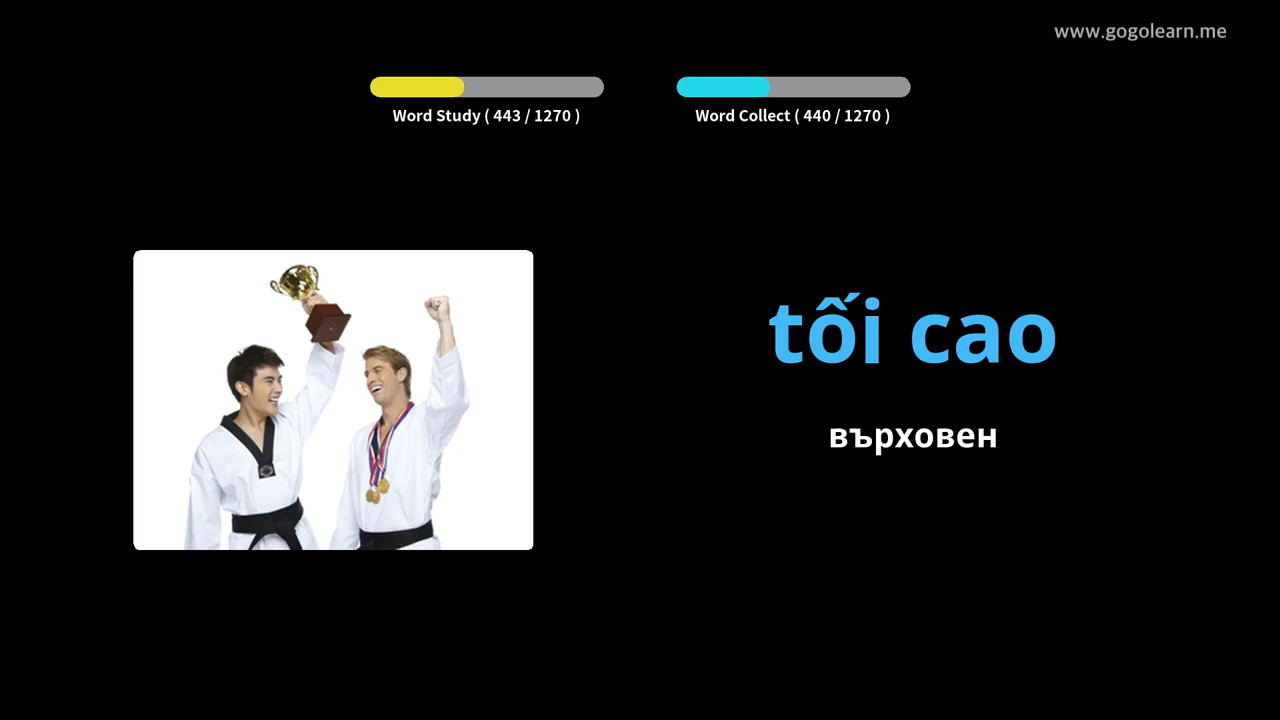 www.gogolearn.me
Word Study ( 443 / 1270 )
Word Collect ( 440 / 1270 )
tối cao
върховен